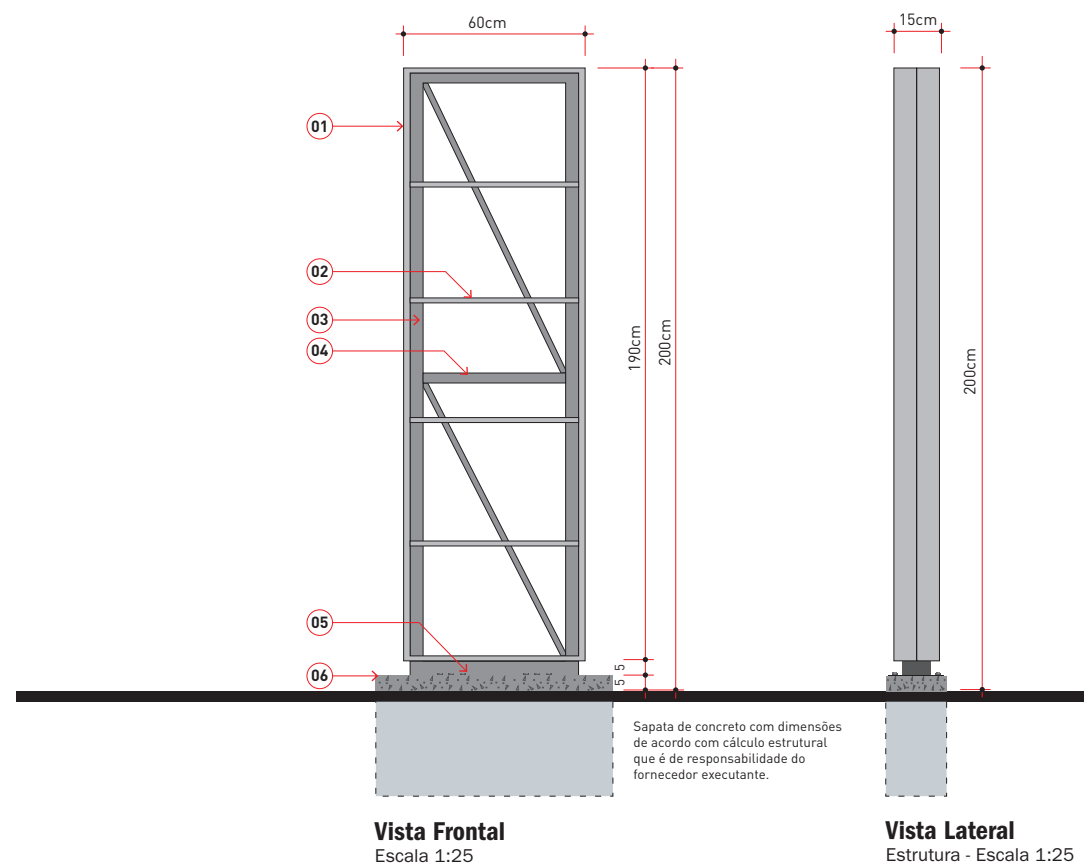 60cm
15cm
01
02
03
04
190cm
200cm
200cm
05
06
5
5
Sapata de concreto com dimensões
de acordo com cálculo estrutural
que é de responsabilidade do
fornecedor executante.
Vista Frontal
Escala 1:25
Vista Lateral
Estrutura - Escala 1:25